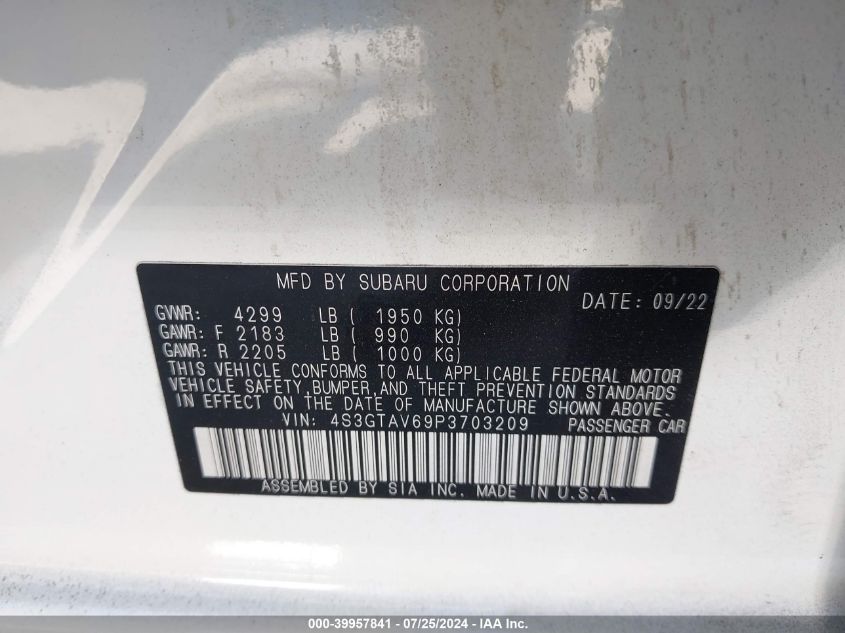 MFD BY SUBARU CORPORATION
DATE: 09/22
GVWR: 4299 LB ( 1950 KG)
GAWR: F 2183 LB ( 990 KG)
GAWR: R 2205 LB ( 1000 KG)
THIS VEHICLE CONFORMS TO ALL APPLICABLE FEDERAL MOTOR
VEHICLE SAFETY, BUMPER, AND THEFT PREVENTION STANDARDS
IN EFFECT ON THE DATE OF MANUFACTURE SHOWN ABOVE.
VIN: 4S3GTAV69P3703209 PASSENGER CAR
ASSEMBLED BY SIA INC. MADE IN U.S.A.
000-39957841 / 07/25/2024 - IAA Inc.